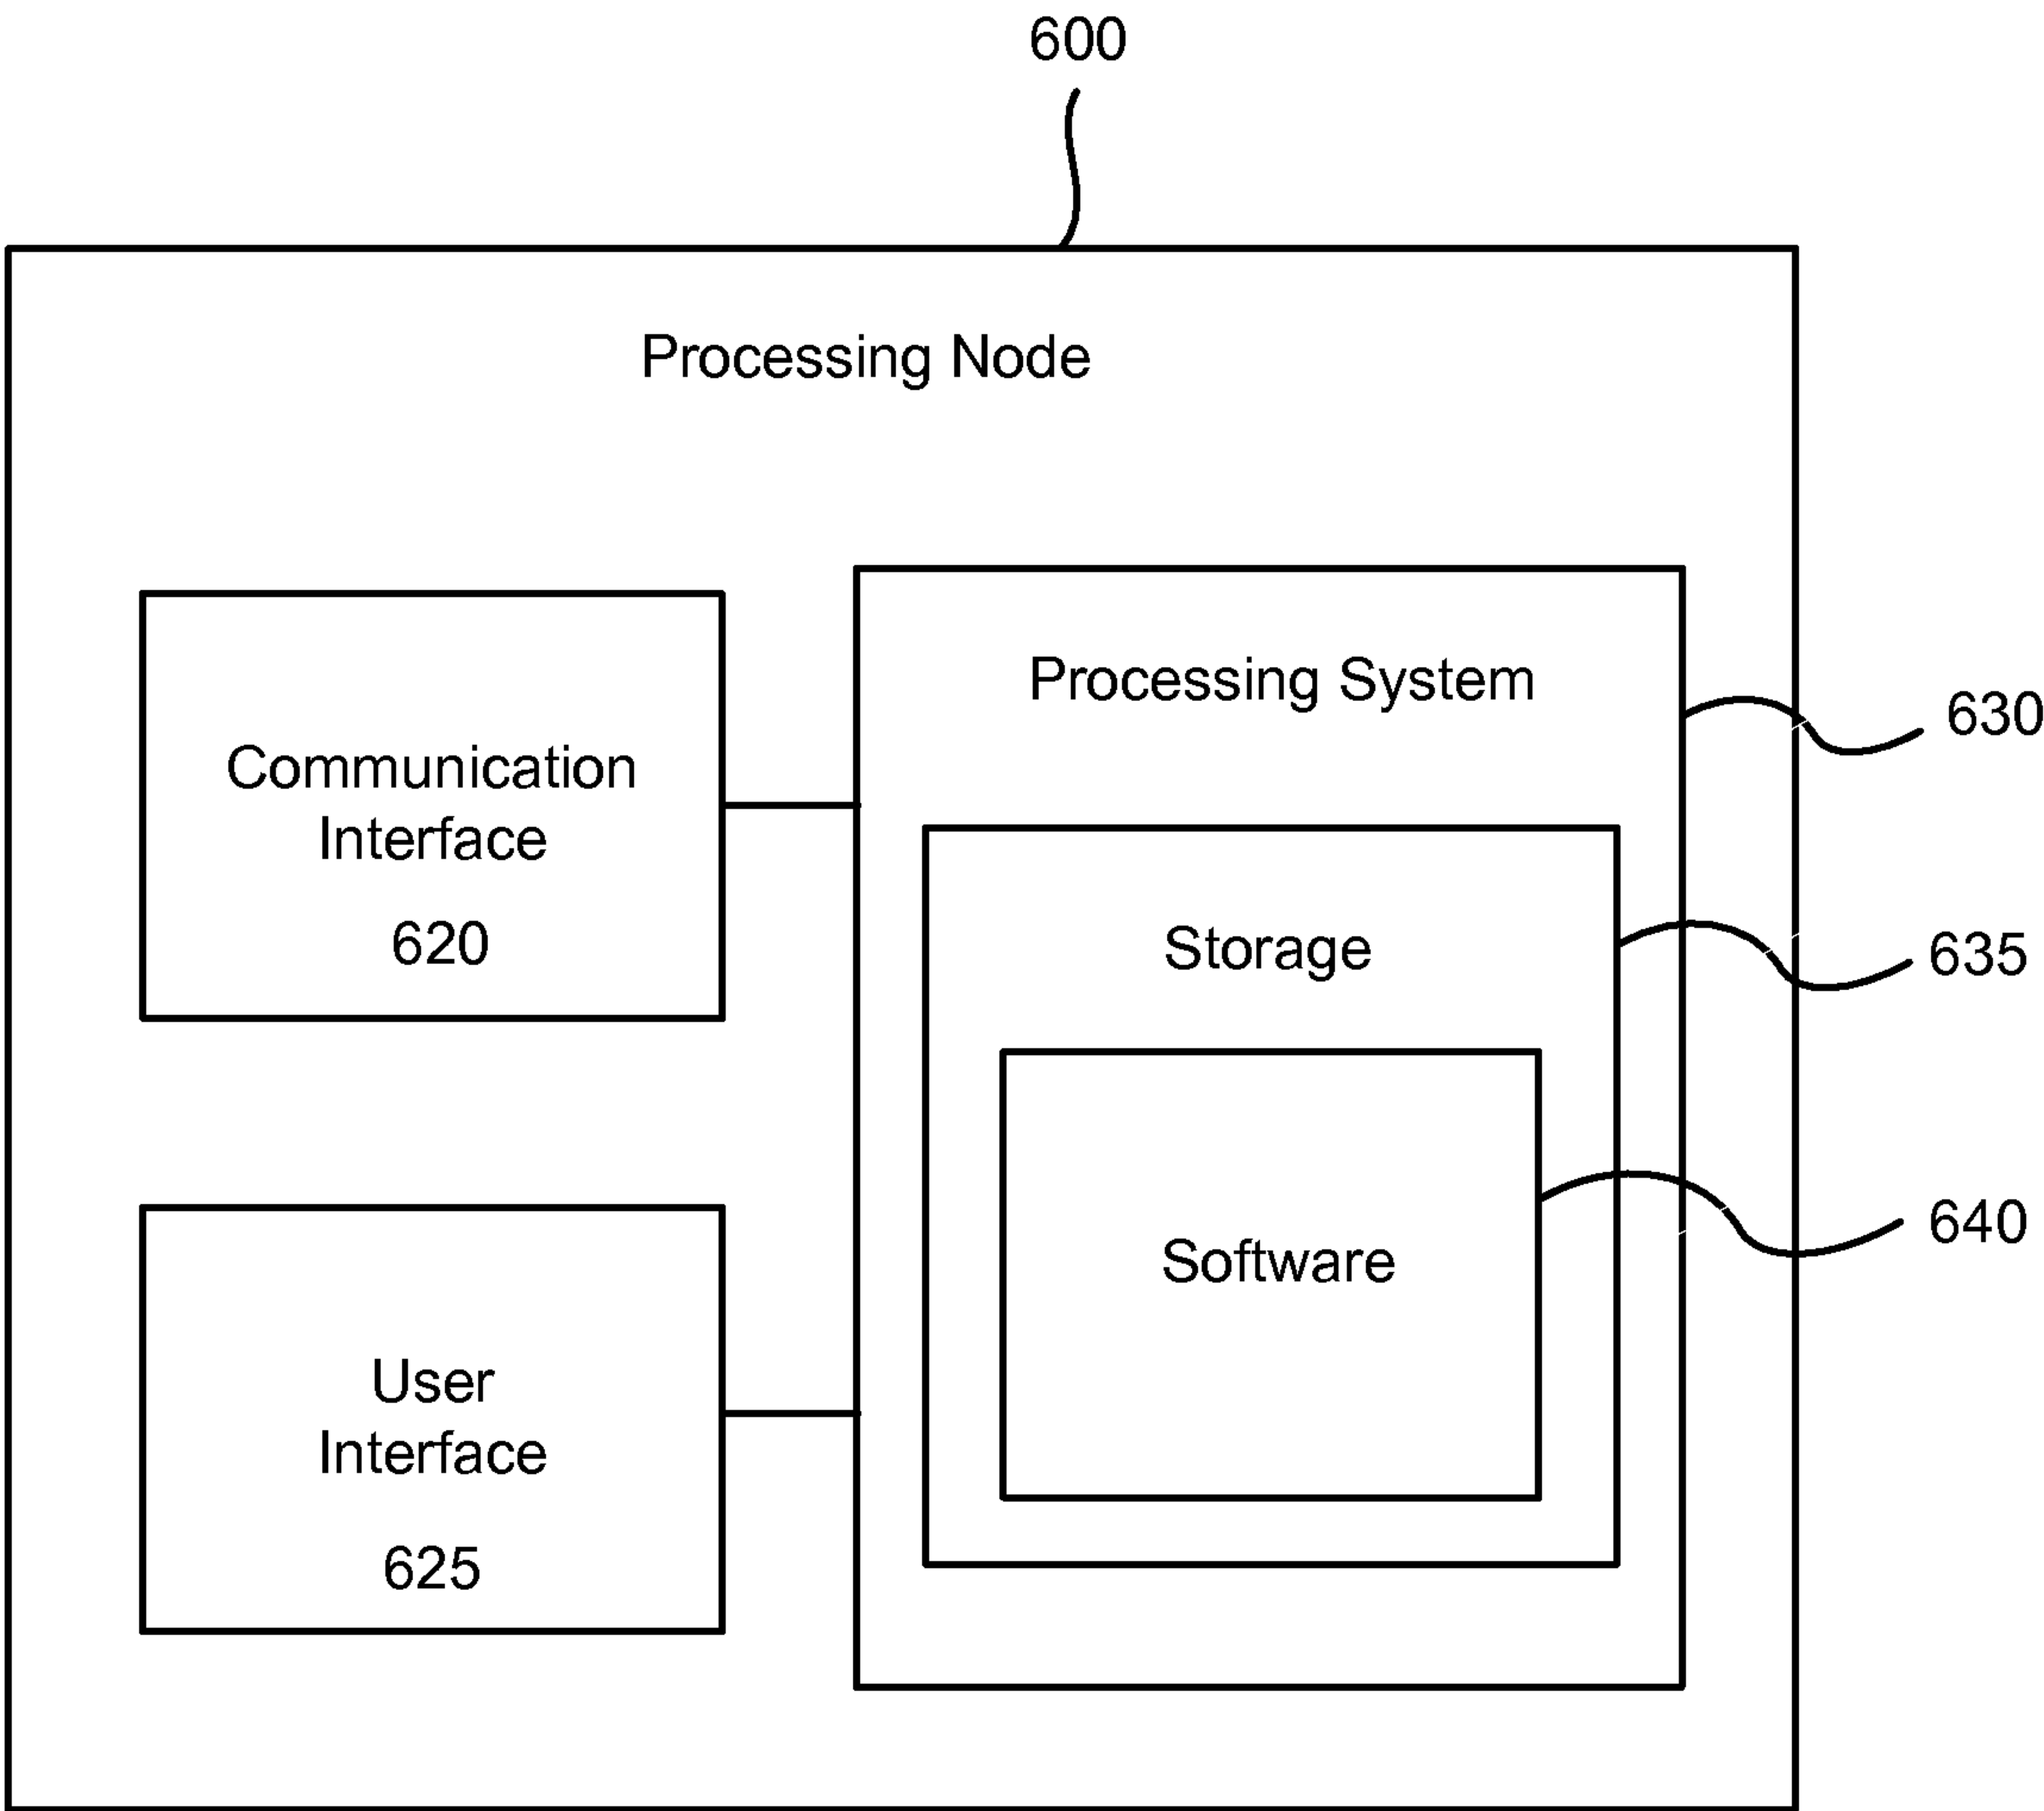 600
Processing Node
Processing System
630
Communication
Interface
620
Storage
635
Software
640
User
Interface
625